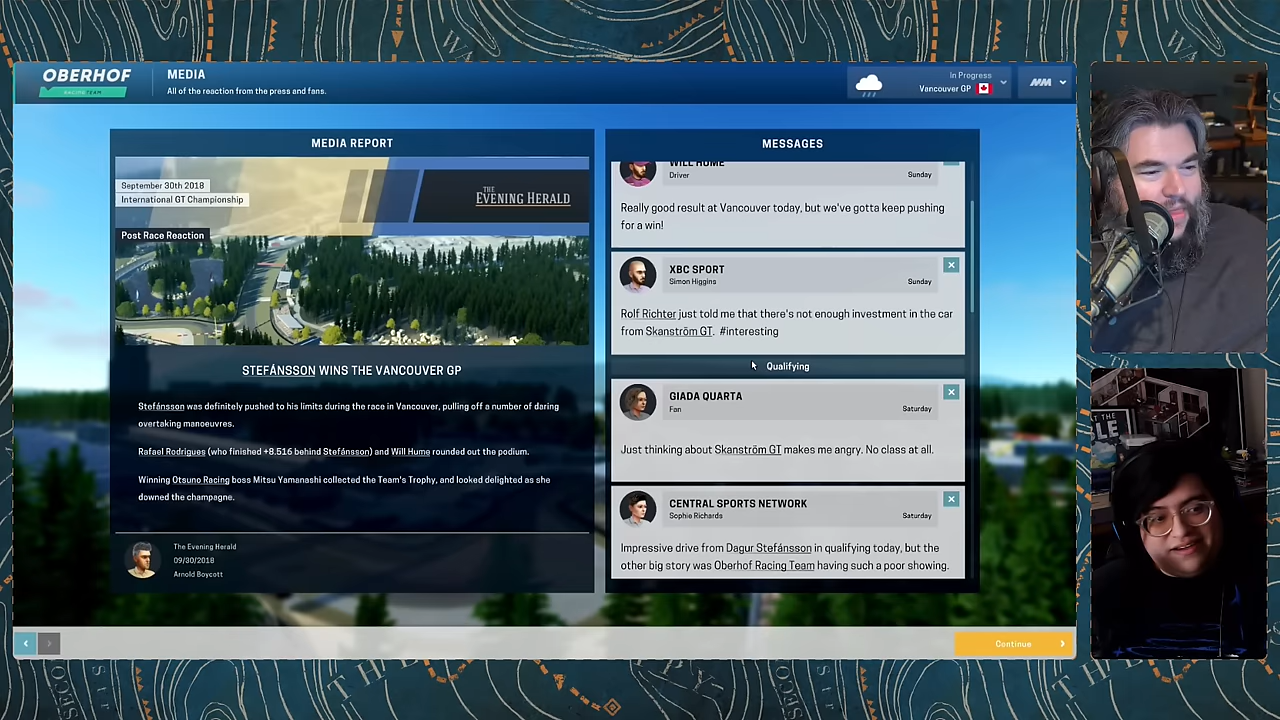 OBERHOF
RACING TEAM
MEDIA
All of the reaction from the press and fans.
In Progress
Vancouver GP
MEDIA REPORT
September 30th 2018
International GT Championship
THE
EVENING HERALD
Post Race Reaction
STEFÁNSSON WINS THE VANCOUVER GP
Stefánsson was definitely pushed to his limits during the race in Vancouver, pulling off a number of daring
overtaking manoeuvres.
Rafael Rodrigues (who finished +8.516 behind Stefánsson) and Will Hume rounded out the podium.
Winning Otsuno Racing boss Mitsu Yamanashi collected the Team's Trophy, and looked delighted as she
downed the champagne.
The Evening Herald
09/30/2018
Arnold Boycott
MESSAGES
WILL HUME
Driver
Sunday
Really good result at Vancouver today, but we've gotta keep pushing
for a win!
XBC SPORT
Simon Higgins
Sunday
Rolf Richter just told me that there's not enough investment in the car
from Skanström GT. #interesting
Qualifying
GIADA QUARTA
Fan
Saturday
Just thinking about Skanström GT makes me angry. No class at all.
CENTRAL SPORTS NETWORK
Sophie Richards
Saturday
Impressive drive from Dagur Stefánsson in qualifying today, but the
other big story was Oberhof Racing Team having such a poor showing.
Continue